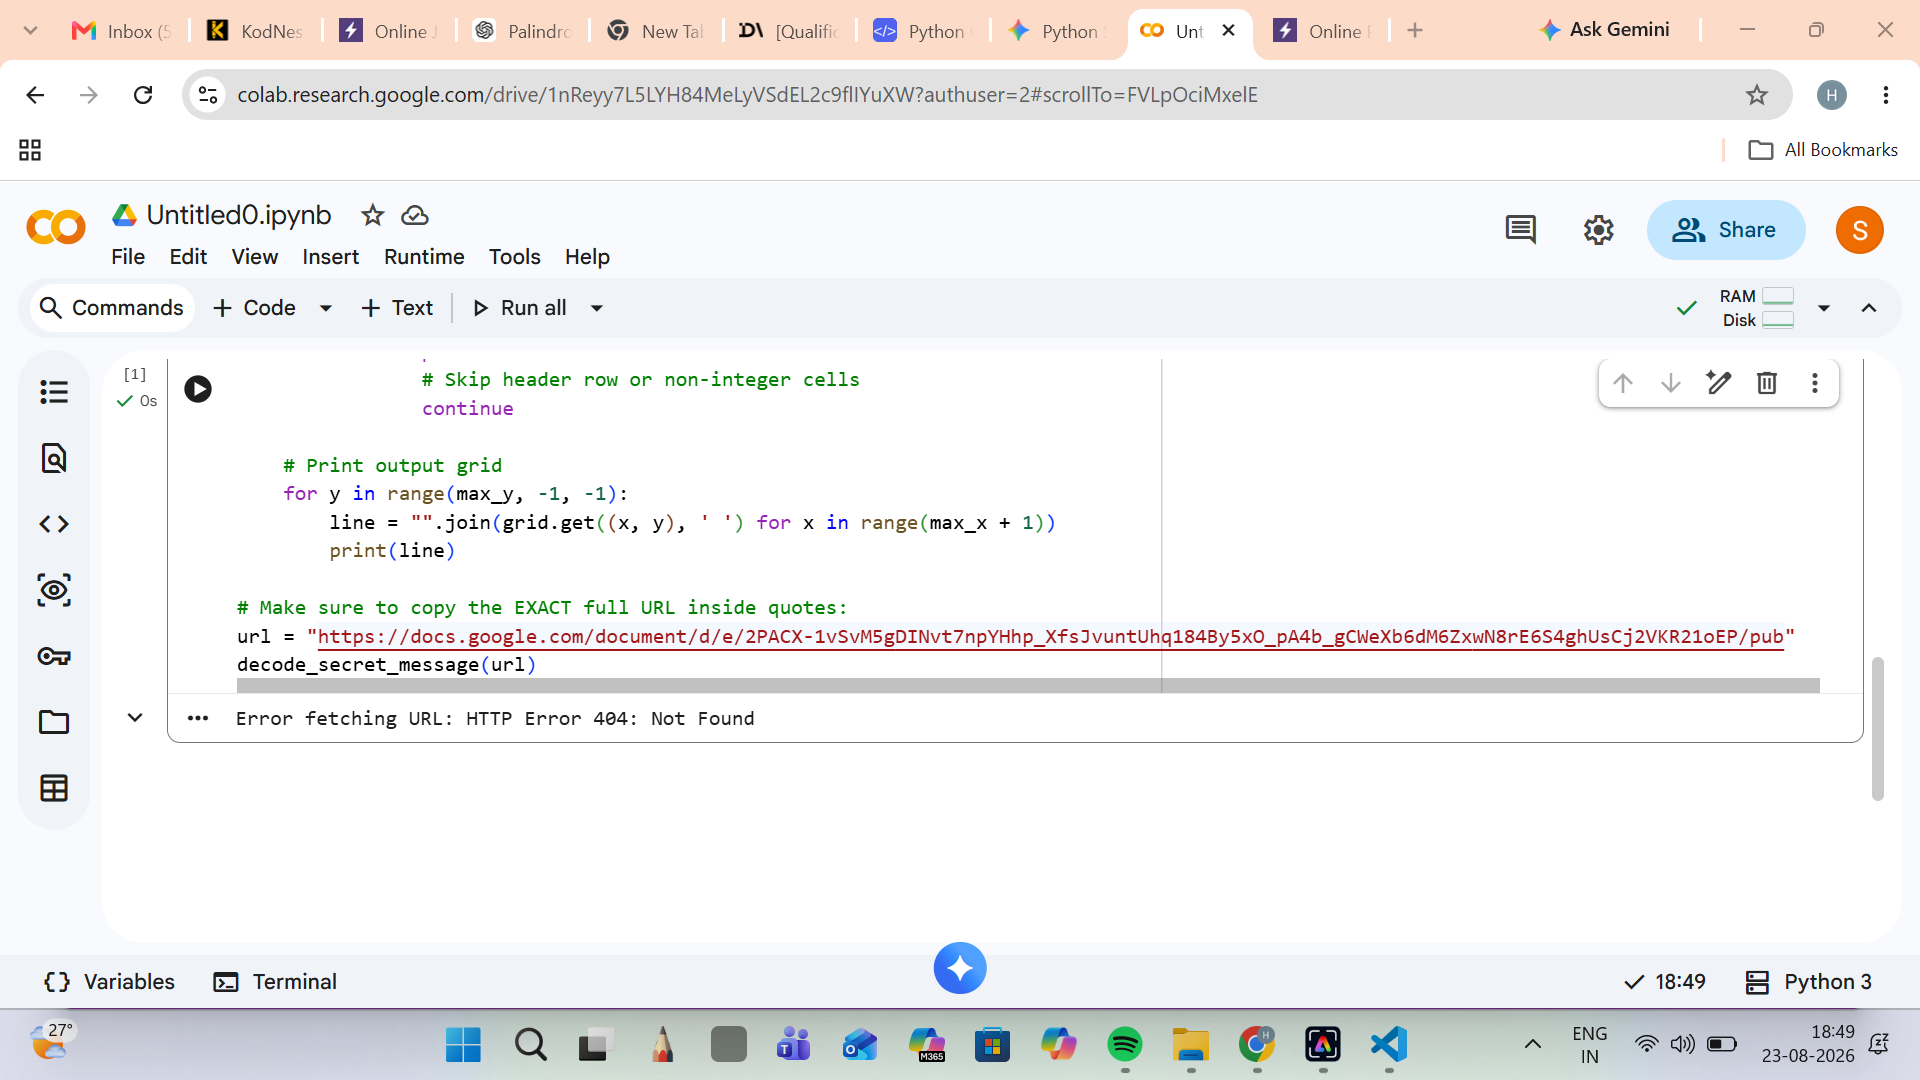 Inbox (5
KodNes
Online J
Palindro
New Tab
[Qualific
Python
Python
Unt
Online
Ask Gemini
colab.research.google.com/drive/1nReyy7L5LYH84MeLyVSdEL2c9flIYuXW?authuser=2#scrollTo=FVLpOciMxelE
H
All Bookmarks
Untitled0.ipynb
File Edit View Insert Runtime Tools Help
Share
S
Commands + Code + Text Run all
RAM
Disk
[1]
0s
# Skip header row or non-integer cells
continue
# Print output grid
for y in range(max_y, -1, -1):
line = "".join(grid.get((x, y), ' ') for x in range(max_x + 1))
print(line)
# Make sure to copy the EXACT full URL inside quotes:
url = "https://docs.google.com/document/d/e/2PACX-1vSvM5gDINvt7npYHhp_XfsJvuntUhq184By5xO_pA4b_gCWeXb6dM6ZxwN8rE6S4ghUsCj2VKR21oEP/pub"
decode_secret_message(url)
Error fetching URL: HTTP Error 404: Not Found
Variables
Terminal
18:49
Python 3
27°
M365
ENG
IN
18:49
23-08-2026